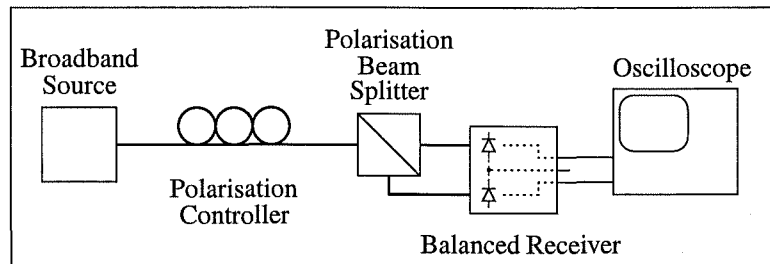 Broadband
Source
Polarisation
Controller
Polarisation
Beam
Splitter
Balanced Receiver
Oscilloscope